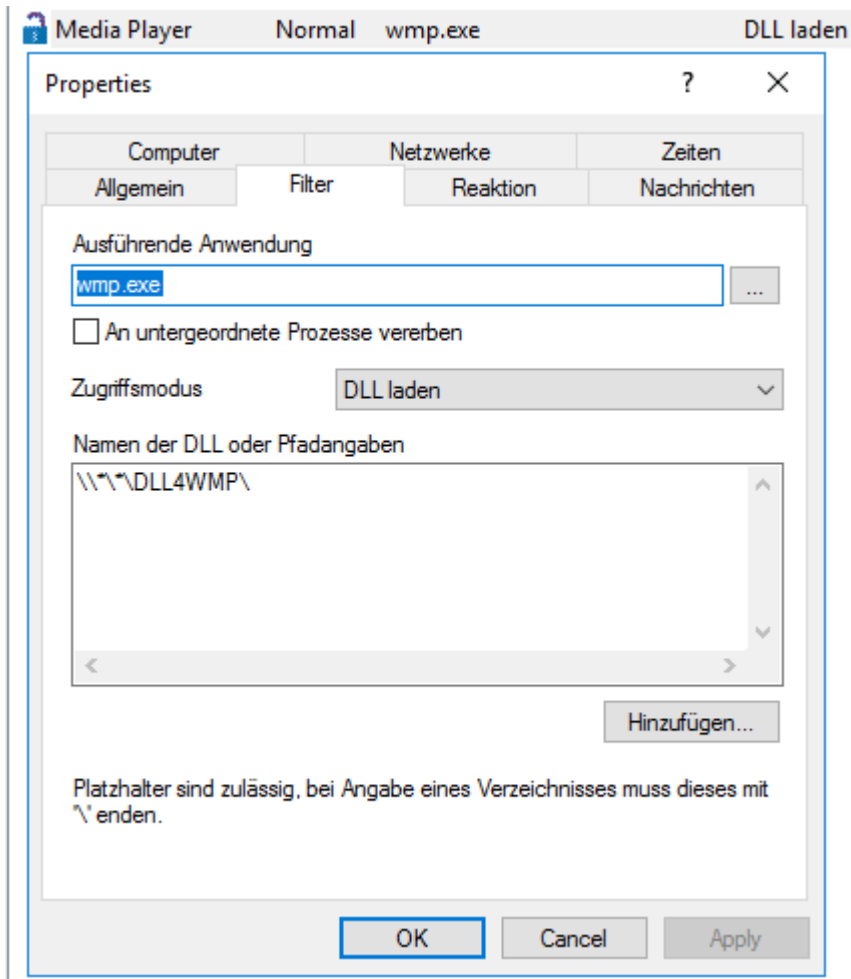 Media Player Normal wmp.exe DLL laden
Properties ? ×
Computer Netzwerke Zeiten
Allgemein Filter Reaktion Nachrichten
Ausführende Anwendung
wmp.exe
...
An untergeordnete Prozesse vererben
Zugriffsmodus DLL laden
Namen der DLL oder Pfadangaben
\\*\*\DLL4WMP\
Hinzufügen...
Platzhalter sind zulässig, bei Angabe eines Verzeichnisses muss dieses mit
'\' enden.
OK Cancel Apply